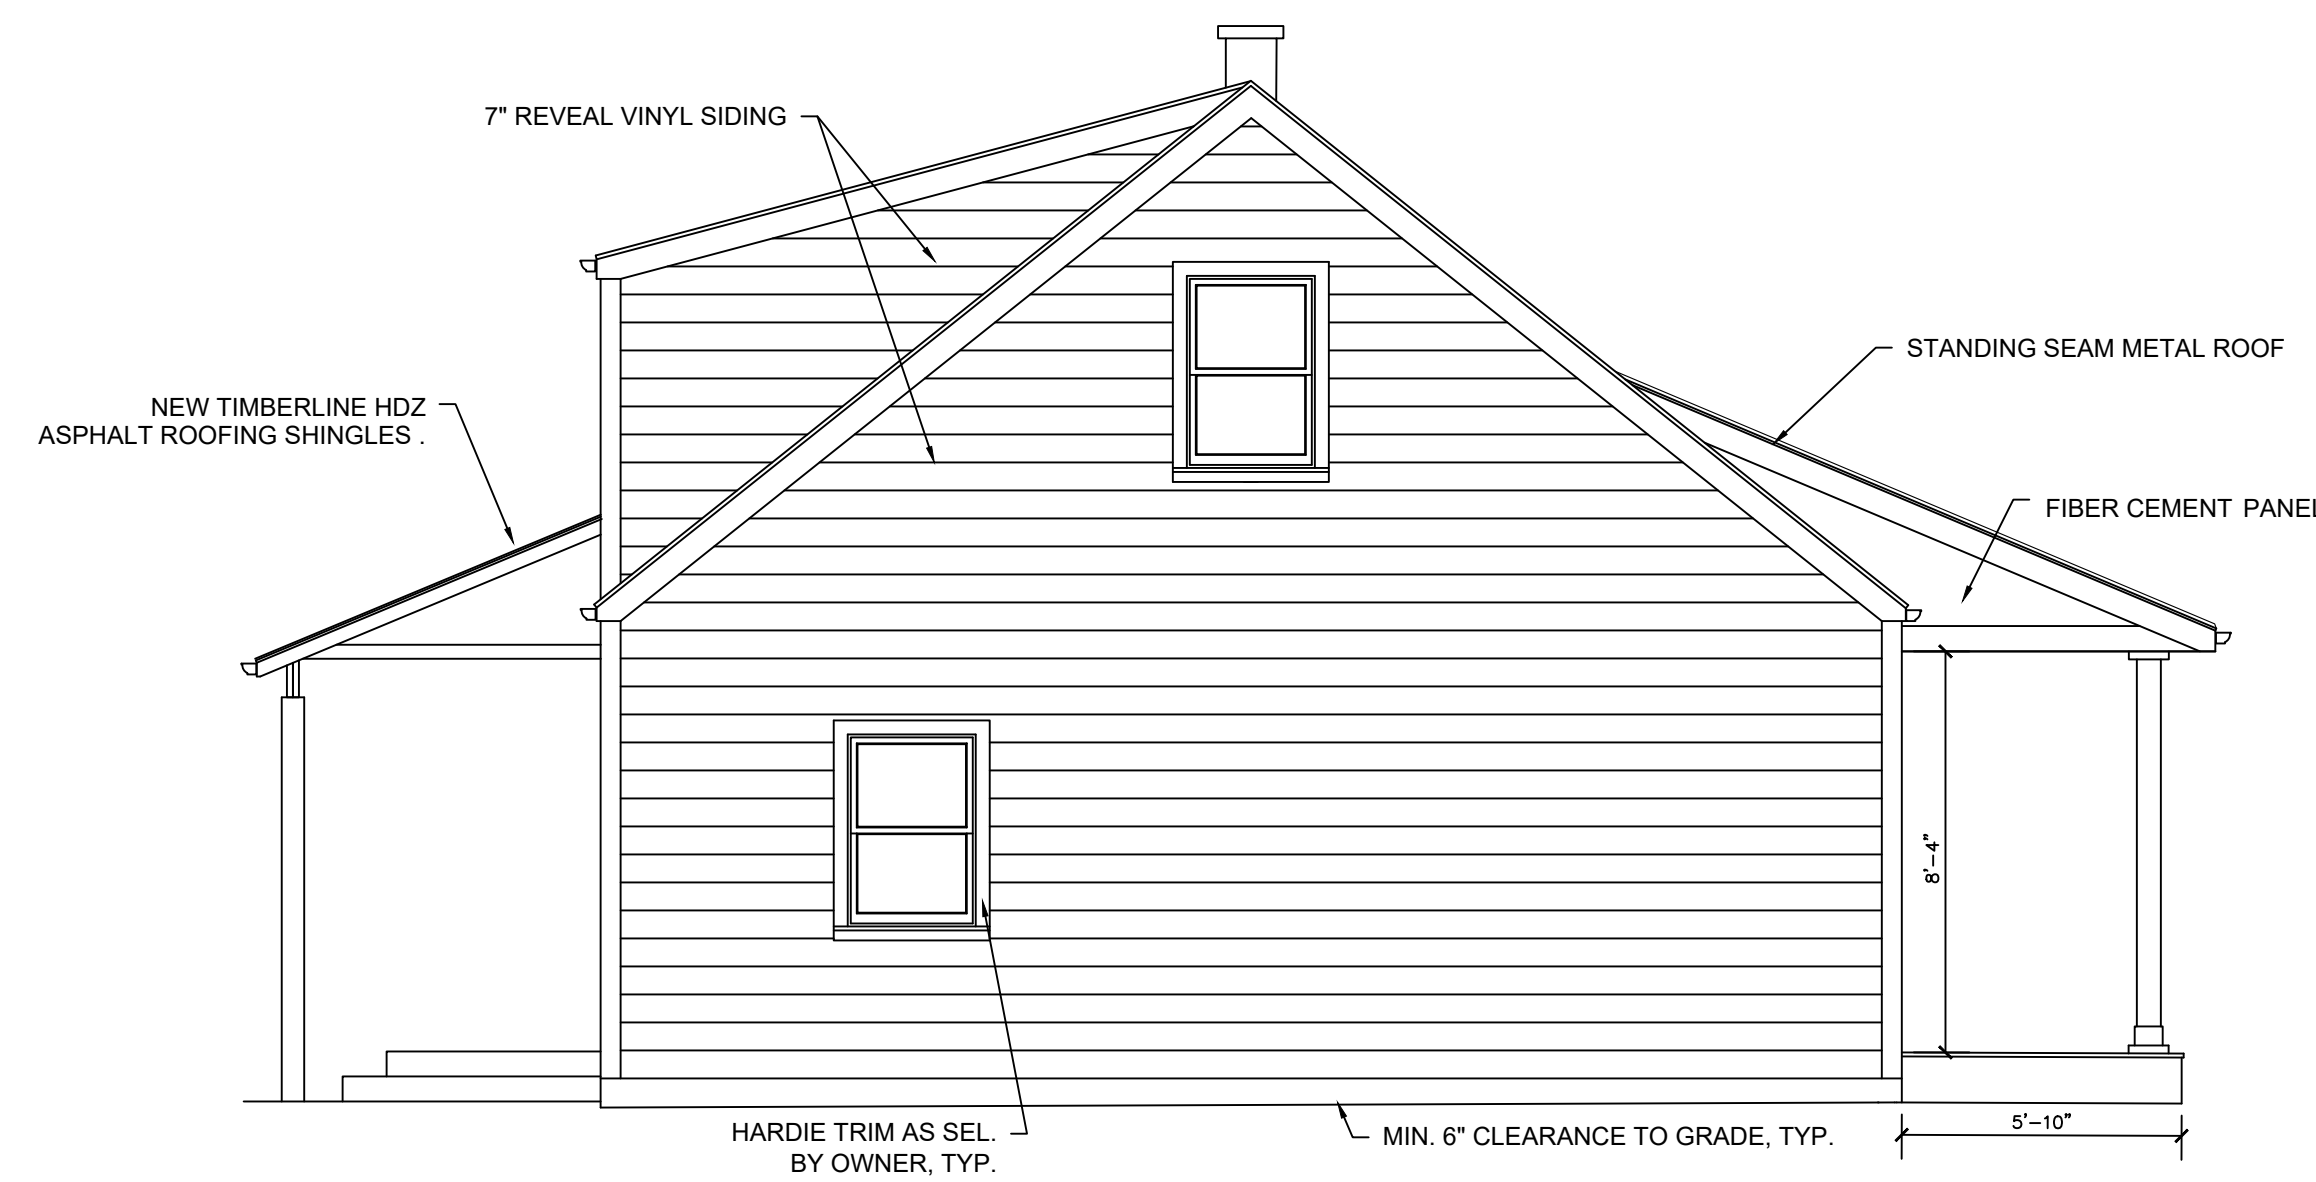 7" REVEAL VINYL SIDING
STANDING SEAM METAL ROOF
NEW TIMBERLINE HDZ
ASPHALT ROOFING SHINGLES .
FIBER CEMENT PANEL
8'-4"
5'-10"
HARDIE TRIM AS SEL.
BY OWNER, TYP.
MIN. 6" CLEARANCE TO GRADE, TYP.